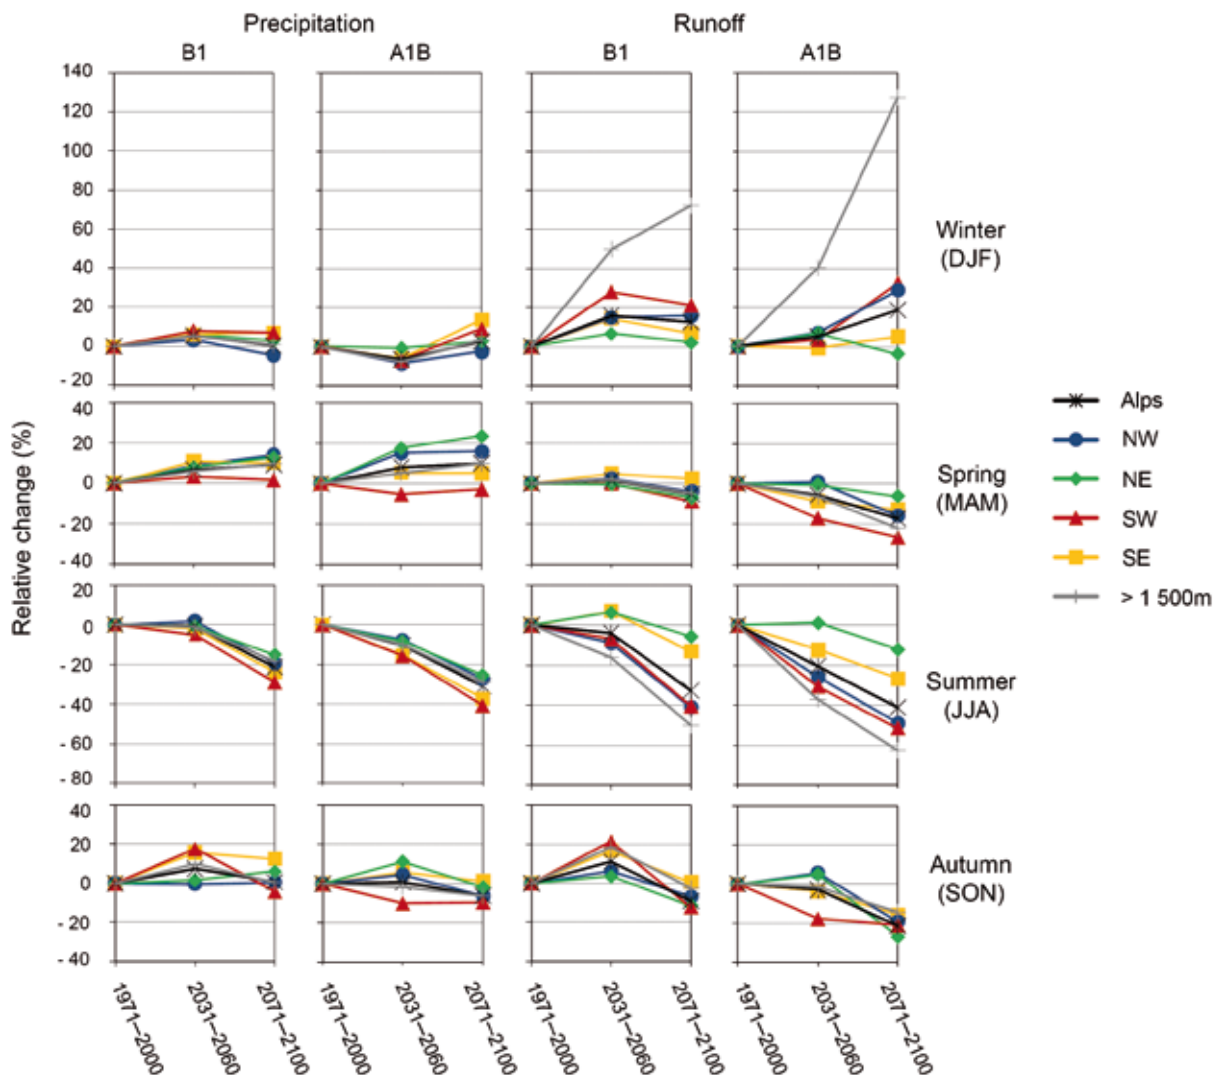 Precipitation Runoff
B1 A1B B1 A1B
140
120
100
80
60
40
20
0
- 20
Winter
(DJF)
40
20
0
- 20
- 40
Spring
(MAM)
20
0
- 20
- 40
- 60
- 80
Summer
(JJA)
40
20
0
- 20
- 40
Autumn
(SON)
Relative change (%)
Alps
NW
NE
SW
SE
> 1 500m
1971–2000 2031–2060 2071–2100 1971–2000 2031–2060 2071–2100 1971–2000 2031–2060 2071–2100 1971–2000 2031–2060 2071–2100